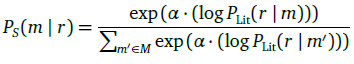 P_S(m | r) = exp(α · (log P_Lit(r | m))) / ∑_{m′∈M} exp(α · (log P_Lit(r | m′)))